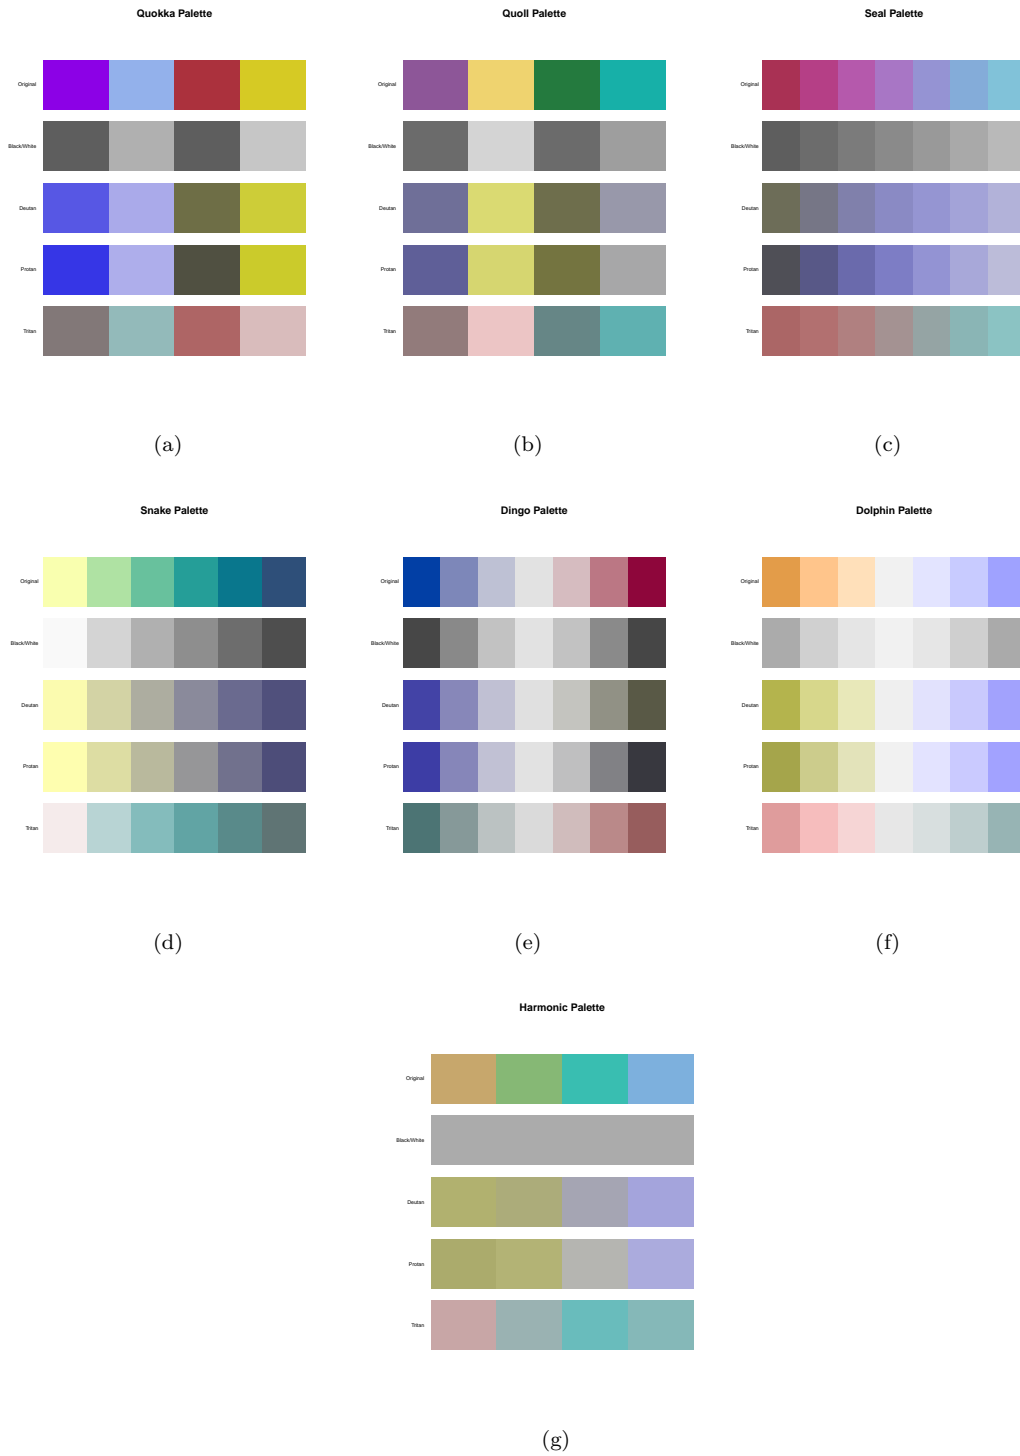 Quokka Palette
Original
Black/White
Deutan
Protan
Tritan
(a)
Quoll Palette
Original
Black/White
Deutan
Protan
Tritan
(b)
Seal Palette
Original
Black/White
Deutan
Protan
Tritan
(c)
Snake Palette
Original
Black/White
Deutan
Protan
Tritan
(d)
Dingo Palette
Original
Black/White
Deutan
Protan
Tritan
(e)
Dolphin Palette
Original
Black/White
Deutan
Protan
Tritan
(f)
Harmonic Palette
Original
Black/White
Deutan
Protan
Tritan
(g)